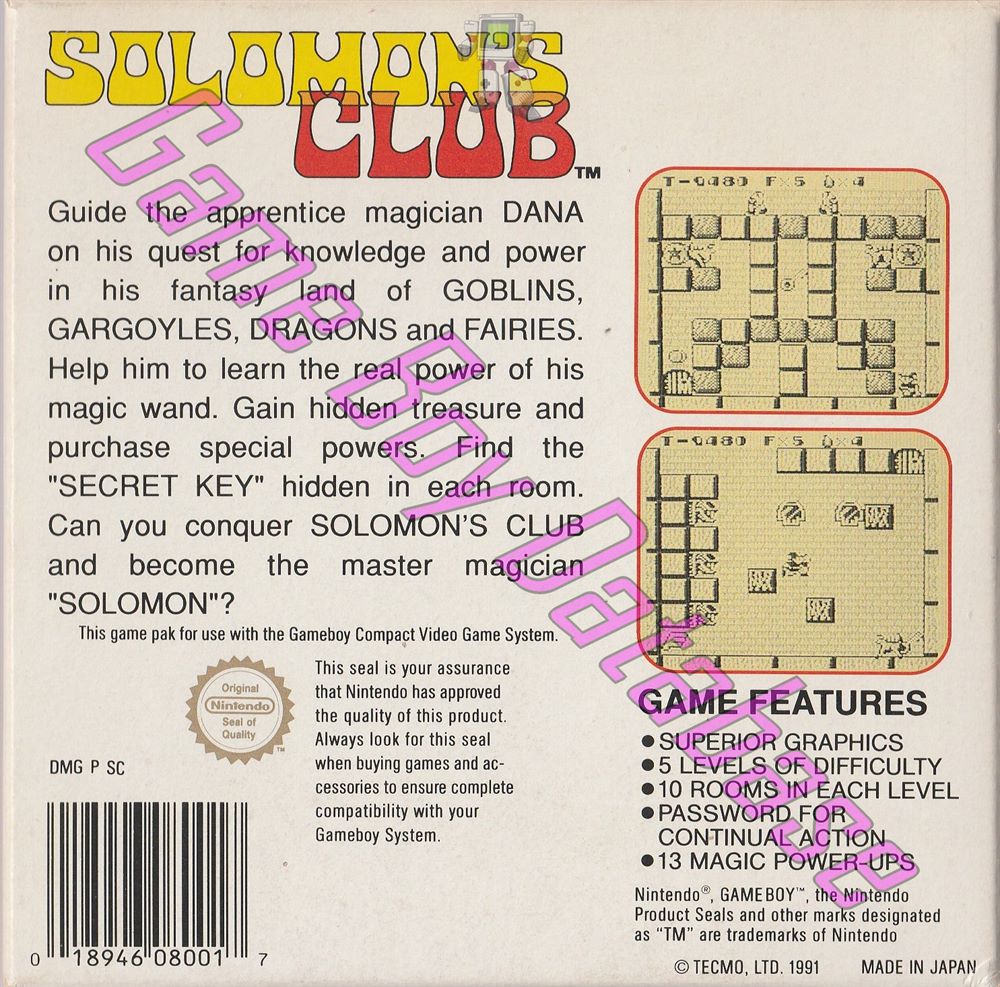 SOLOMON'S
CLUB™
Guide the apprentice magician DANA
on his quest for knowledge and power
in his fantasy land of GOBLINS,
GARGOYLES, DRAGONS and FAIRIES.
Help him to learn the real power of his
magic wand. Gain hidden treasure and
purchase special powers. Find the
"SECRET KEY" hidden in each room.
Can you conquer SOLOMON'S CLUB
and become the master magician
"SOLOMON"?
This game pak for use with the Gameboy Compact Video Game System.
Original
Nintendo
Seal of
Quality
TM
This seal is your assurance
that Nintendo has approved
the quality of this product.
Always look for this seal
when buying games and ac-
cessories to ensure complete
compatibility with your
Gameboy System.
DMG P SC
0 18946 08001 7
T-0480 F×5 ×4
T-0480 F×5 ×4
GAME FEATURES
● SUPERIOR GRAPHICS
● 5 LEVELS OF DIFFICULTY
● 10 ROOMS IN EACH LEVEL
● PASSWORD FOR
CONTINUAL ACTION
● 13 MAGIC POWER-UPS
Nintendo®, GAMEBOY™, the Nintendo
Product Seals and other marks designated
as "TM" are trademarks of Nintendo
© TECMO, LTD. 1991 MADE IN JAPAN
Game Boy Database